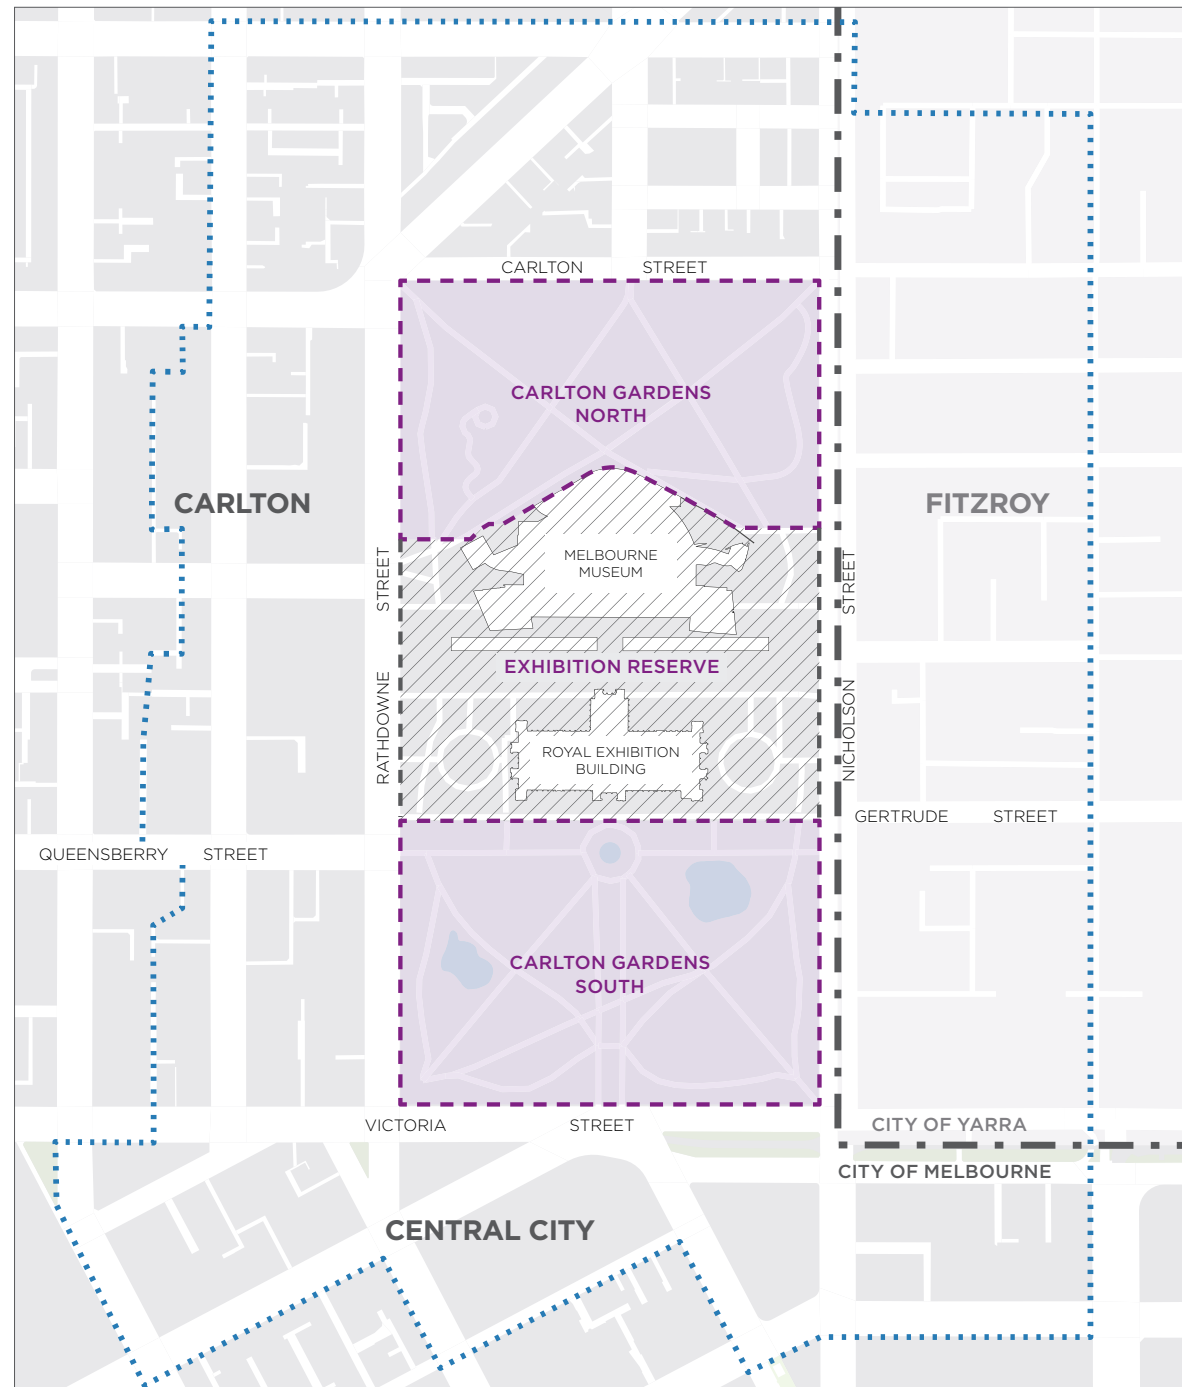 CARLTON STREET
CARLTON GARDENS
NORTH
CARLTON
FITZROY
MELBOURNE
MUSEUM
RATHDOWNE STREET
NICHOLSON STREET
EXHIBITION RESERVE
ROYAL EXHIBITION
BUILDING
GERTRUDE STREET
QUEENSBERRY STREET
CARLTON GARDENS
SOUTH
VICTORIA STREET
CITY OF YARRA
CITY OF MELBOURNE
CENTRAL CITY